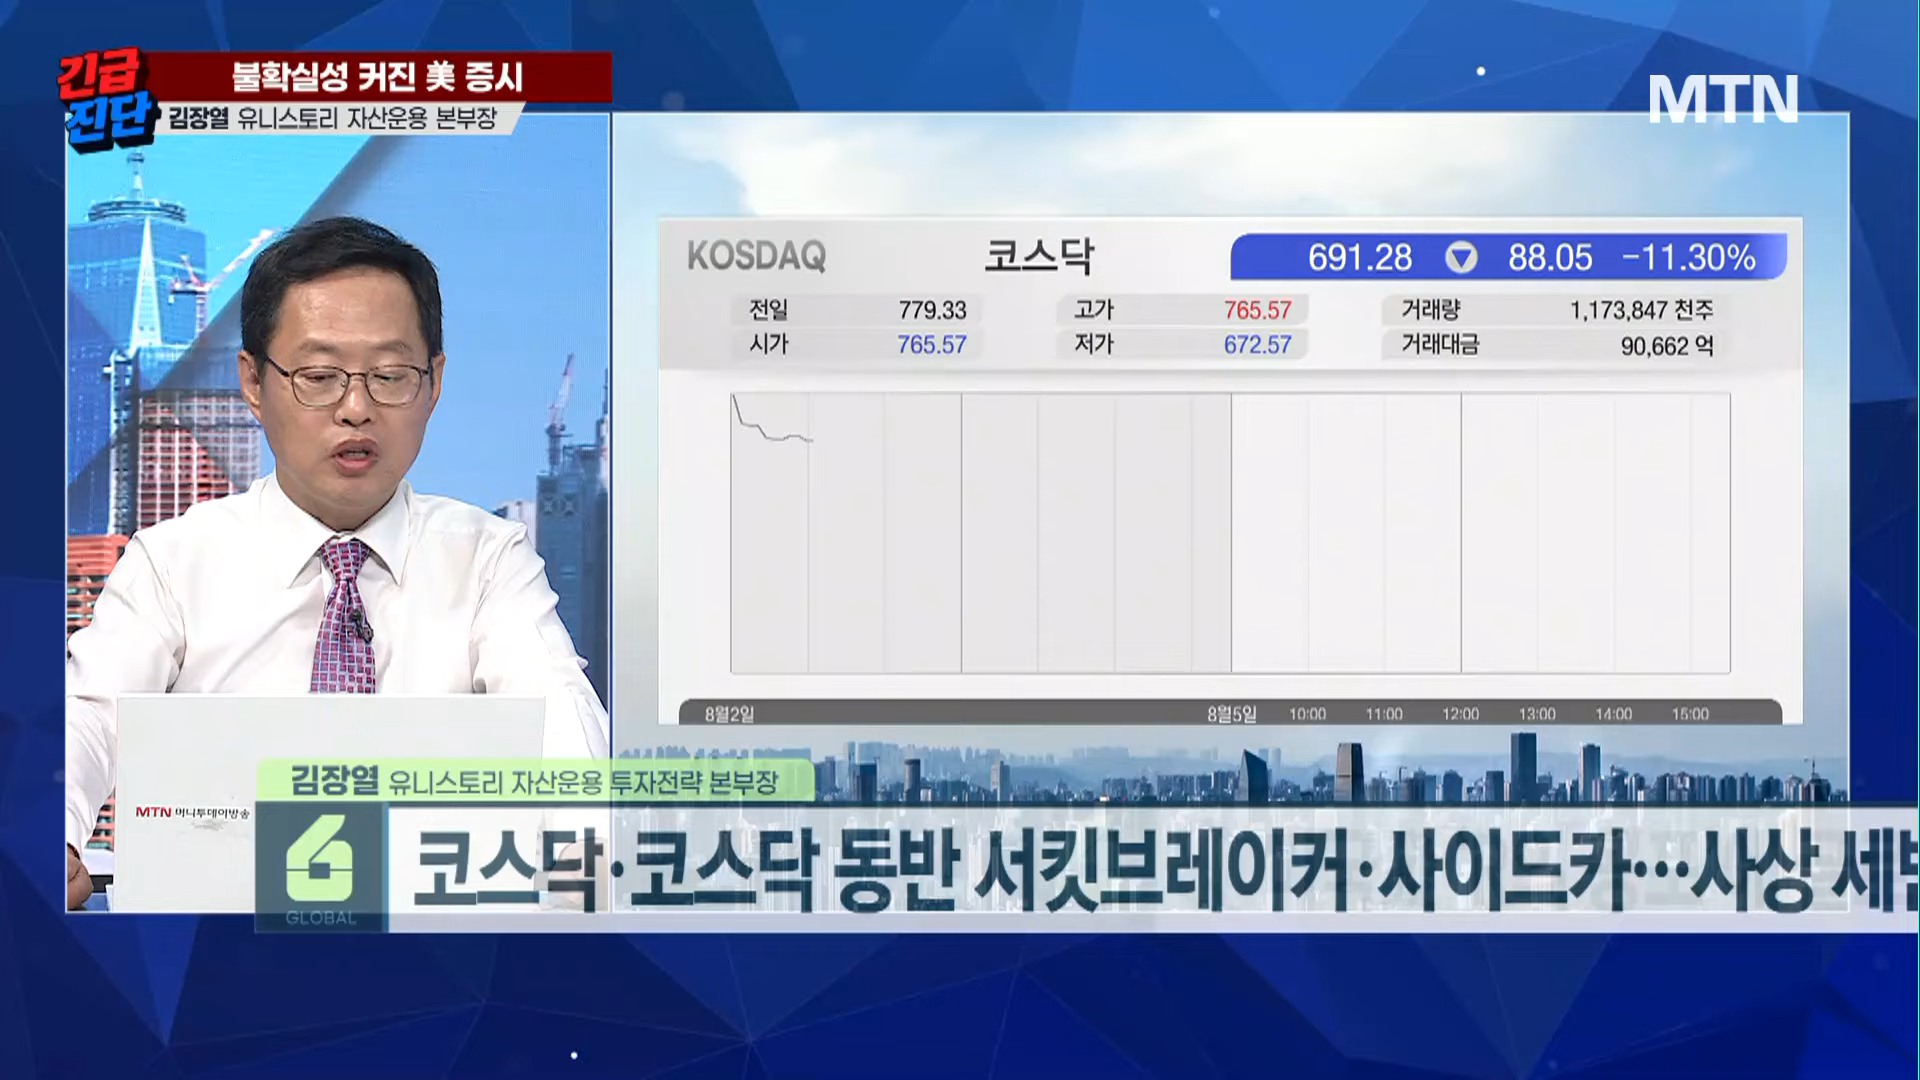 긴급
진단
불확실성 커진 美 증시
김장열 유니스토리 자산운용 본부장
MTN
KOSDAQ 코스닥 691.28 ▼ 88.05 -11.30%
전일 779.33 고가 765.57 거래량 1,173,847 천주
시가 765.57 저가 672.57 거래대금 90,662 억
8월2일 8월5일 10:00 11:00 12:00 13:00 14:00 15:00
MTN 머니투데이방송
김장열 유니스토리 자산운용 투자전략 본부장
6
GLOBAL
코스닥·코스닥 동반 서킷브레이커·사이드카…사상 세